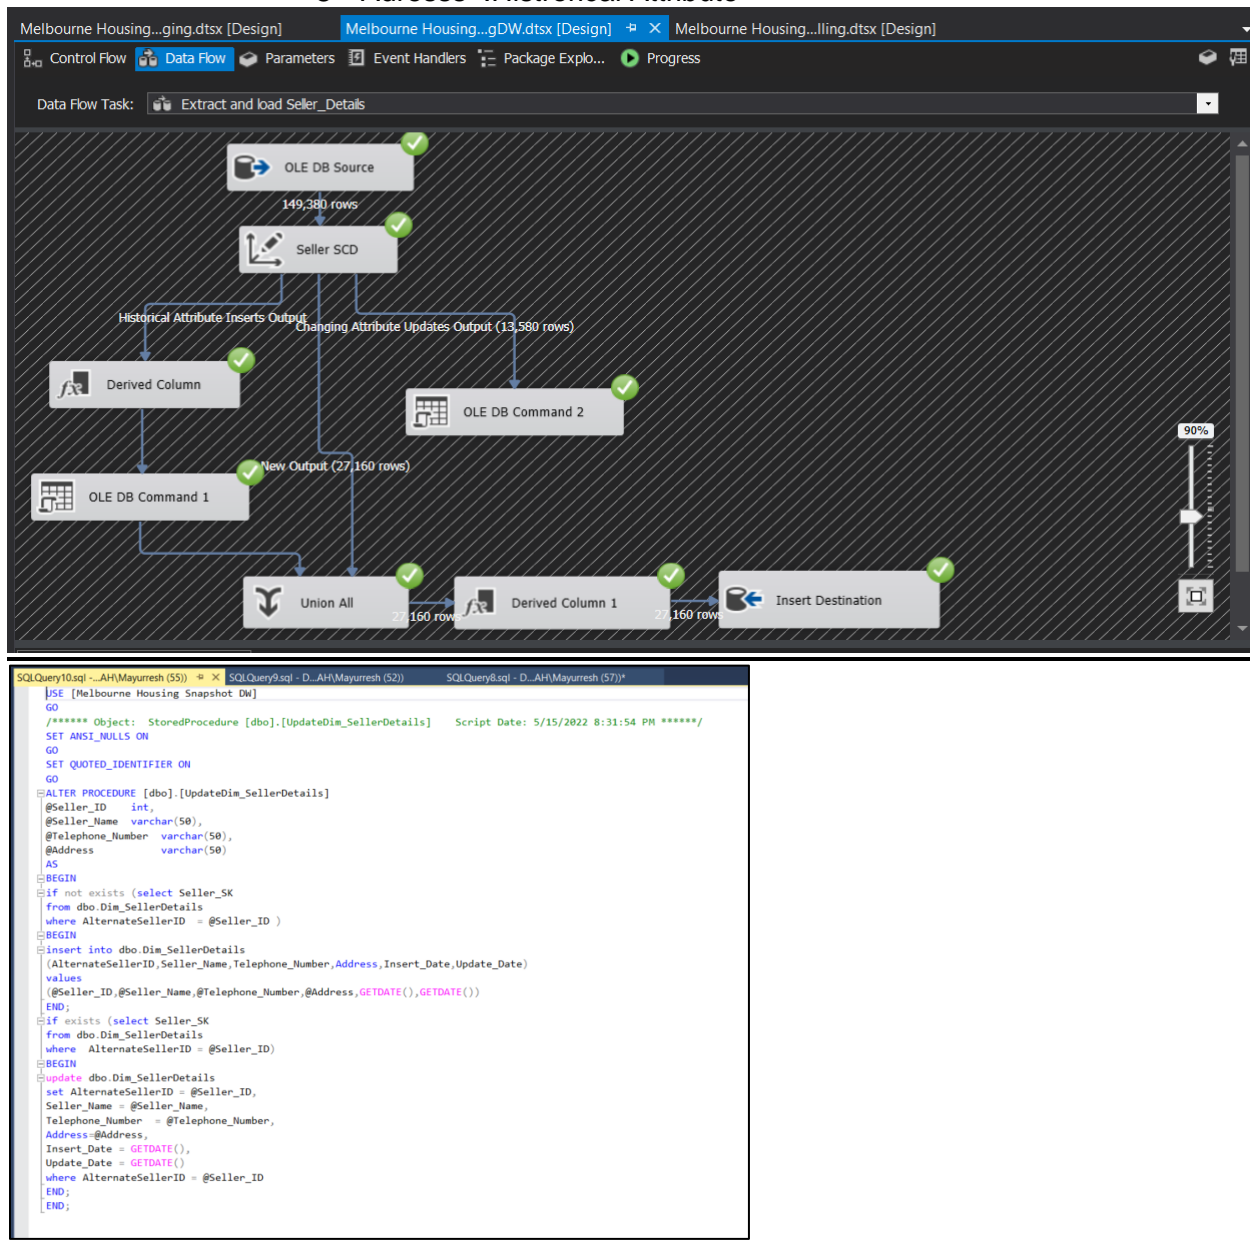 Melbourne Housing...ging.dtsx [Design] Melbourne Housing...gDW.dtsx [Design] Melbourne Housing...lling.dtsx [Design]
Control Flow Data Flow Parameters Event Handlers Package Explo... Progress
Data Flow Task: Extract and load Seller_Details
OLE DB Source
149,380 rows
Seller SCD
Historical Attribute Inserts Output
Changing Attribute Updates Output (13,580 rows)
Derived Column
OLE DB Command 2
90%
New Output (27,160 rows)
OLE DB Command 1
Union All
27,160 rows
Derived Column 1
27,160 rows
Insert Destination
SQLQuery10.sql -...AH\Mayurresh (55)) SQLQuery9.sql - D...AH\Mayurresh (52)) SQLQuery8.sql - D...AH\Mayurresh (57))*
USE [Melbourne Housing Snapshot DW]
GO
/****** Object: StoredProcedure [dbo].[UpdateDim_SellerDetails] Script Date: 5/15/2022 8:31:54 PM ******/
SET ANSI_NULLS ON
GO
SET QUOTED_IDENTIFIER ON
GO
ALTER PROCEDURE [dbo].[UpdateDim_SellerDetails]
@Seller_ID int,
@Seller_Name varchar(50),
@Telephone_Number varchar(50),
@Address varchar(50)
AS
BEGIN
if not exists (select Seller_SK
from dbo.Dim_SellerDetails
where AlternateSellerID = @Seller_ID )
BEGIN
insert into dbo.Dim_SellerDetails
(AlternateSellerID,Seller_Name,Telephone_Number,Address,Insert_Date,Update_Date)
values
(@Seller_ID,@Seller_Name,@Telephone_Number,@Address,GETDATE(),GETDATE())
END;
if exists (select Seller_SK
from dbo.Dim_SellerDetails
where AlternateSellerID = @Seller_ID)
BEGIN
update dbo.Dim_SellerDetails
set AlternateSellerID = @Seller_ID,
Seller_Name = @Seller_Name,
Telephone_Number = @Telephone_Number,
Address=@Address,
Insert_Date = GETDATE(),
Update_Date = GETDATE()
where AlternateSellerID = @Seller_ID
END;
END;